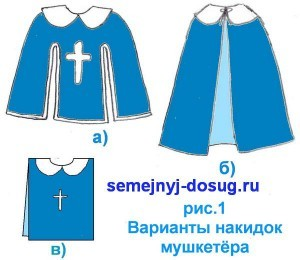 а)
б)
semejnyj-dosug.ru
рис.1
в)
Варианты накидок
мушкетёра